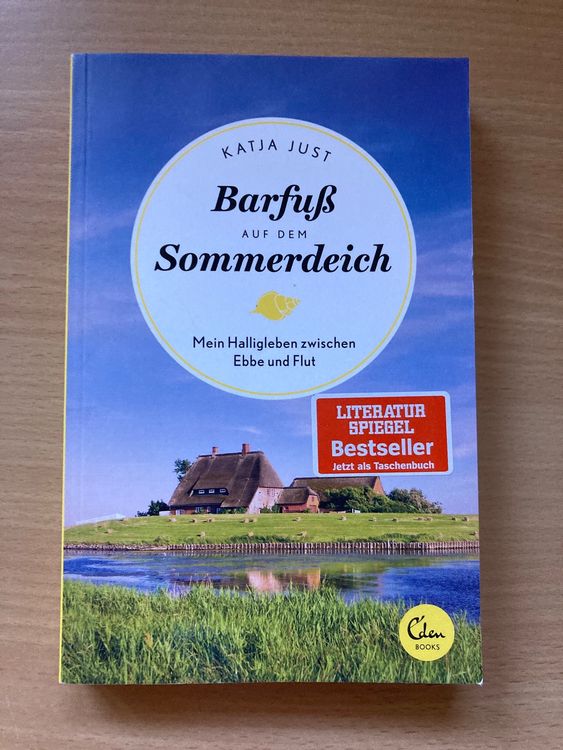 KATJA JUST
Barfuß
AUF DEM
Sommerdeich
Mein Halligleben zwischen
Ebbe und Flut
LITERATUR
SPIEGEL
Bestseller
Jetzt als Taschenbuch
Eden
BOOKS